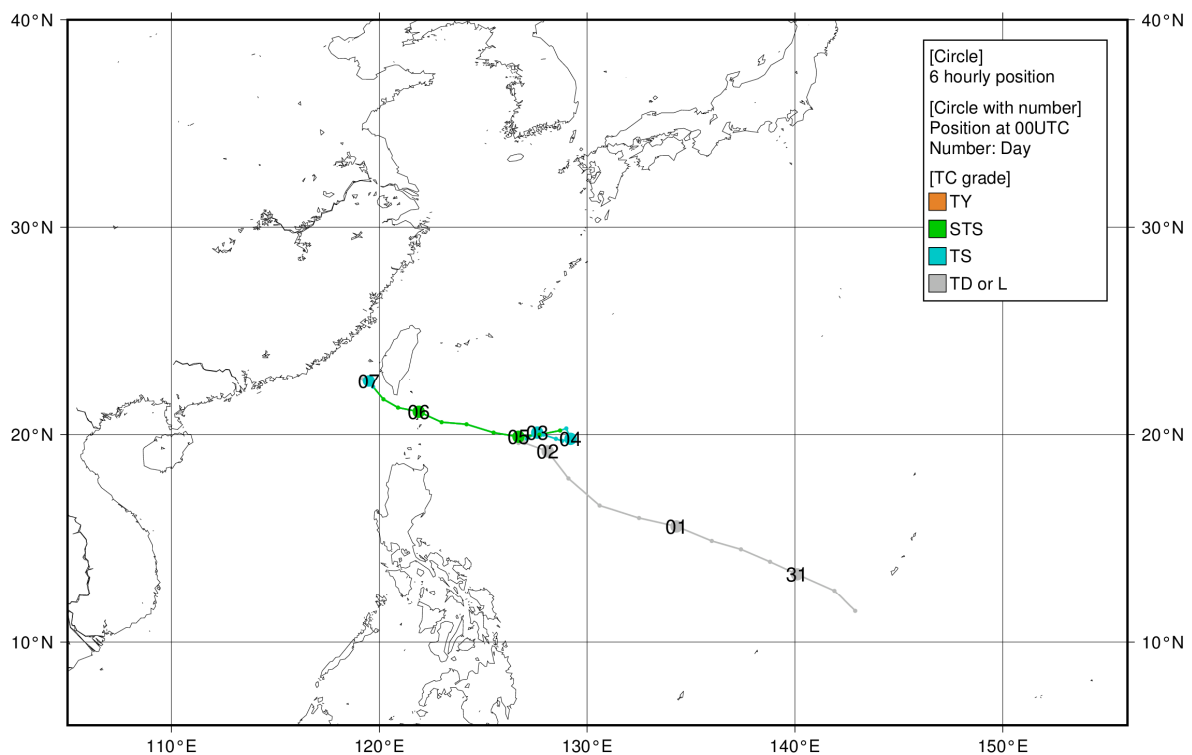 40°N
40°N
[Circle]
6 hourly position
[Circle with number]
Position at 00UTC
Number: Day
[TC grade]
TY
30°N
STS
30°N
TS
TD or L
07
06
05
03
04
20°N
20°N
02
01
31
10°N
10°N
110°E
120°E
130°E
140°E
150°E